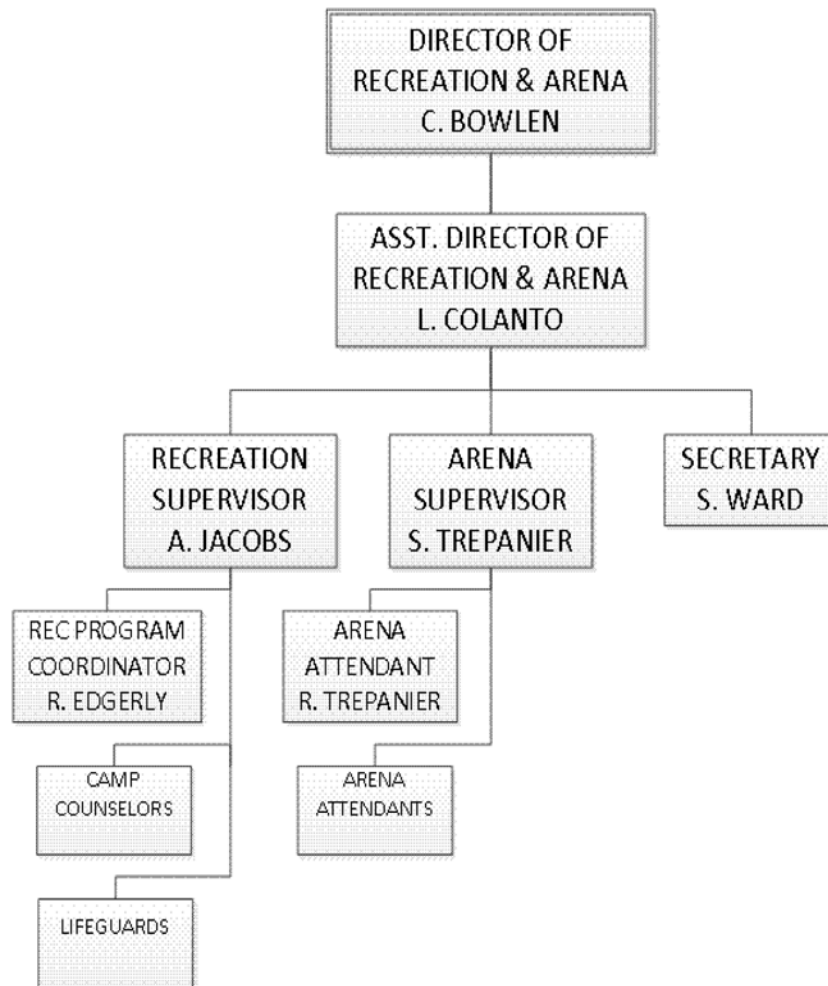 DIRECTOR OF
RECREATION & ARENA
C. BOWLEN
ASST. DIRECTOR OF
RECREATION & ARENA
L. COLANTO
RECREATION
SUPERVISOR
A. JACOBS
ARENA
SUPERVISOR
S. TREPANIER
SECRETARY
S. WARD
REC PROGRAM
COORDINATOR
R. EDGERLY
ARENA
ATTENDANT
R. TREPANIER
CAMP
COUNSELORS
ARENA
ATTENDANTS
LIFEGUARDS